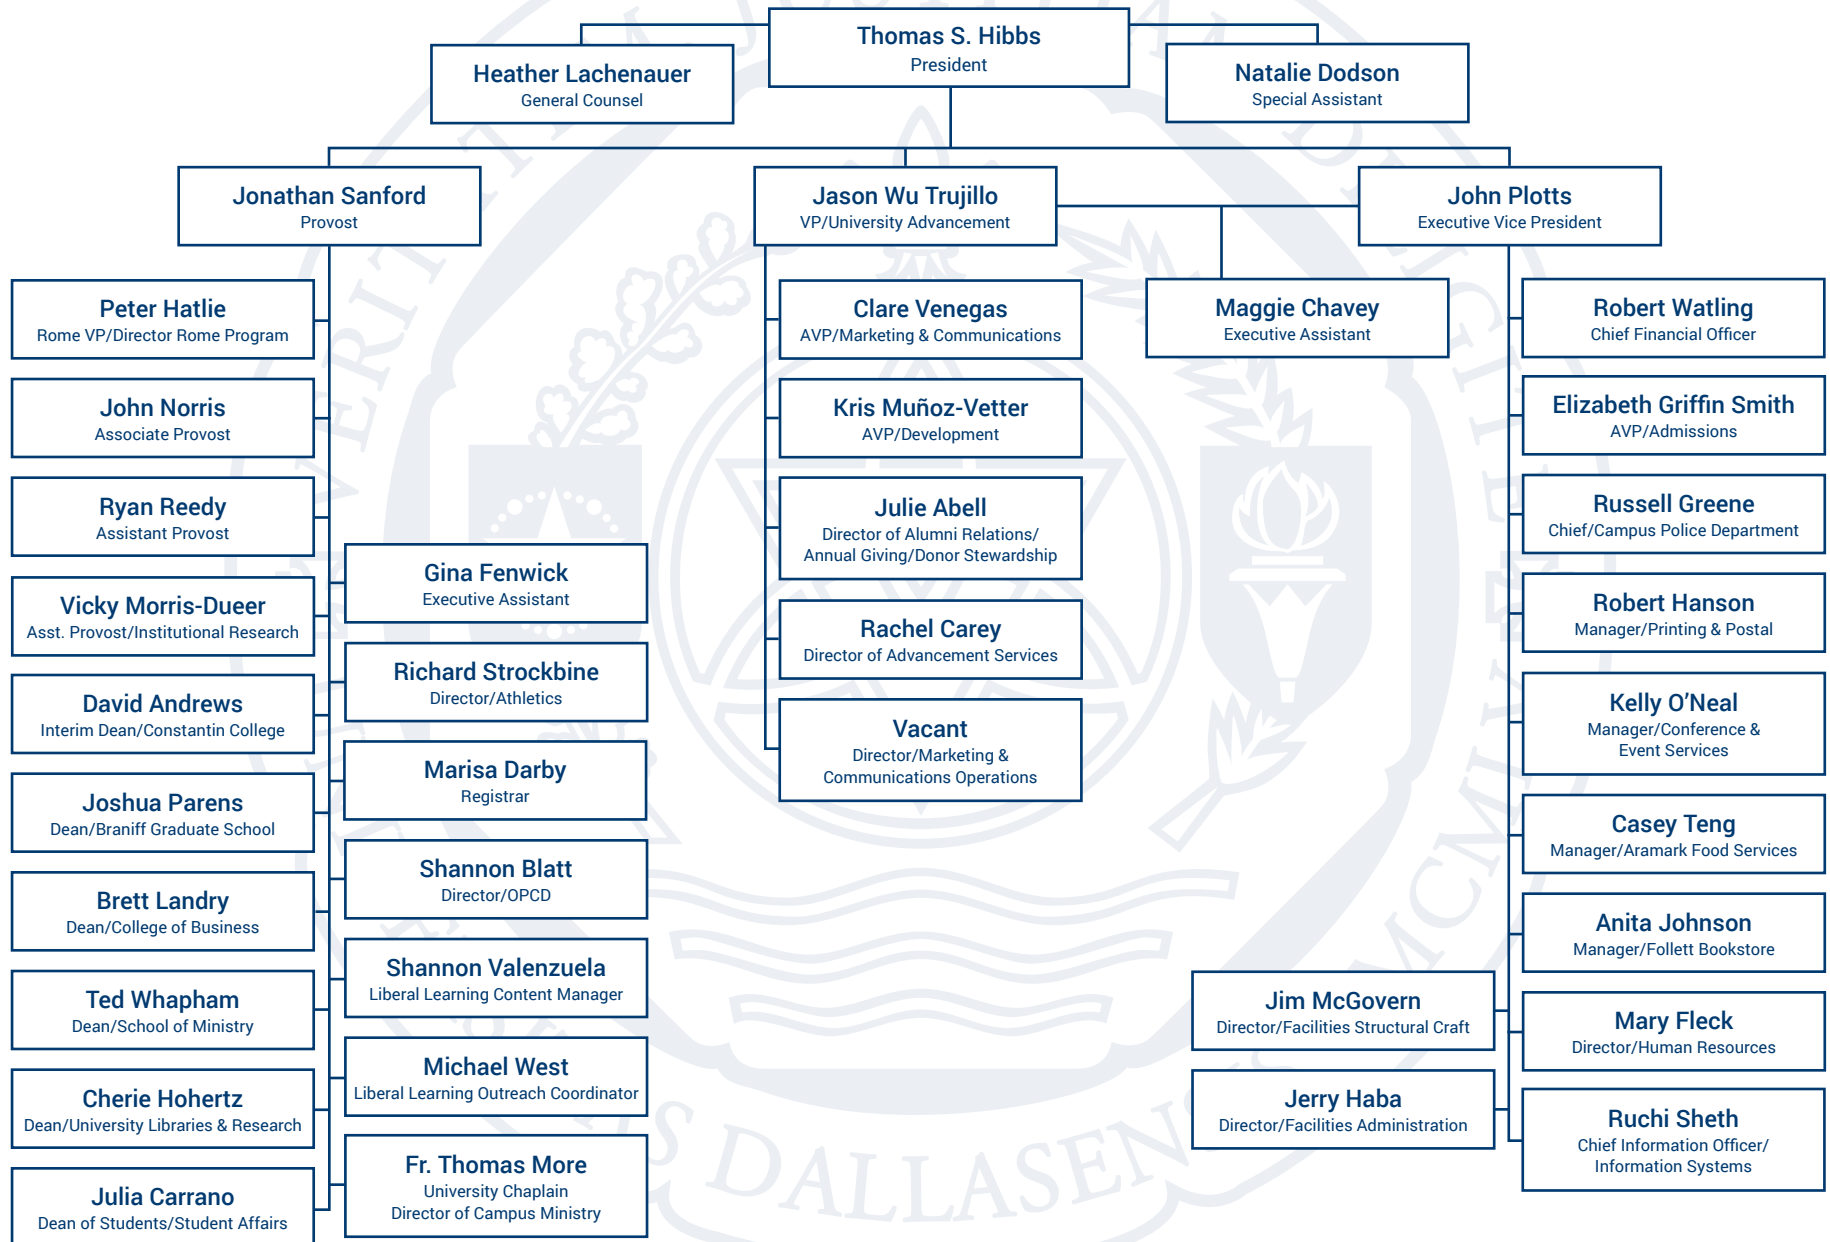 Thomas S. Hibbs
President
Heather Lachenauer
General Counsel
Natalie Dodson
Special Assistant
Jonathan Sanford
Provost
Jason Wu Trujillo
VP/University Advancement
John Plotts
Executive Vice President
Peter Hatlie
Rome VP/Director Rome Program
John Norris
Associate Provost
Ryan Reedy
Assistant Provost
Vicky Morris-Dueer
Asst. Provost/Institutional Research
David Andrews
Interim Dean/Constantin College
Joshua Parens
Dean/Braniff Graduate School
Brett Landry
Dean/College of Business
Ted Whapham
Dean/School of Ministry
Cherie Hohertz
Dean/University Libraries & Research
Julia Carrano
Dean of Students/Student Affairs
Gina Fenwick
Executive Assistant
Richard Strockbine
Director/Athletics
Marisa Darby
Registrar
Shannon Blatt
Director/OPCD
Shannon Valenzuela
Liberal Learning Content Manager
Michael West
Liberal Learning Outreach Coordinator
Fr. Thomas More
University Chaplain
Director of Campus Ministry
Clare Venegas
AVP/Marketing & Communications
Kris Muñoz-Vetter
AVP/Development
Julie Abell
Director of Alumni Relations/
Annual Giving/Donor Stewardship
Rachel Carey
Director of Advancement Services
Vacant
Director/Marketing &
Communications Operations
Maggie Chavey
Executive Assistant
Robert Watling
Chief Financial Officer
Elizabeth Griffin Smith
AVP/Admissions
Russell Greene
Chief/Campus Police Department
Robert Hanson
Manager/Printing & Postal
Kelly O’Neal
Manager/Conference &
Event Services
Casey Teng
Manager/Aramark Food Services
Anita Johnson
Manager/Follett Bookstore
Mary Fleck
Director/Human Resources
Ruchi Sheth
Chief Information Officer/
Information Systems
Jim McGovern
Director/Facilities Structural Craft
Jerry Haba
Director/Facilities Administration